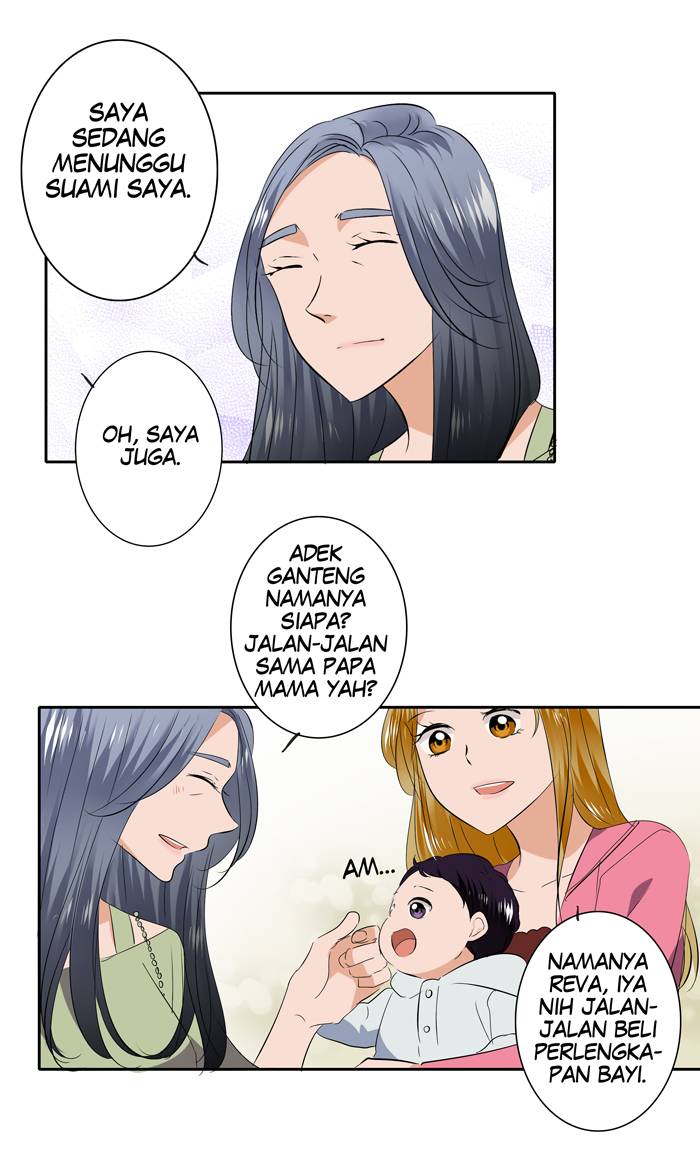 SAYA
SEDANG
MENUNGGU
SUAMI SAYA.
OH, SAYA
JUGA.
ADEK
GANTENG
NAMANYA
SIAPA?
JALAN-JALAN
SAMA PAPA
MAMA YAH?
AM...
NAMANYA
REVA, IYA
NIH JALAN-
JALAN BELI
PERLENGKA-
PAN BAYI.